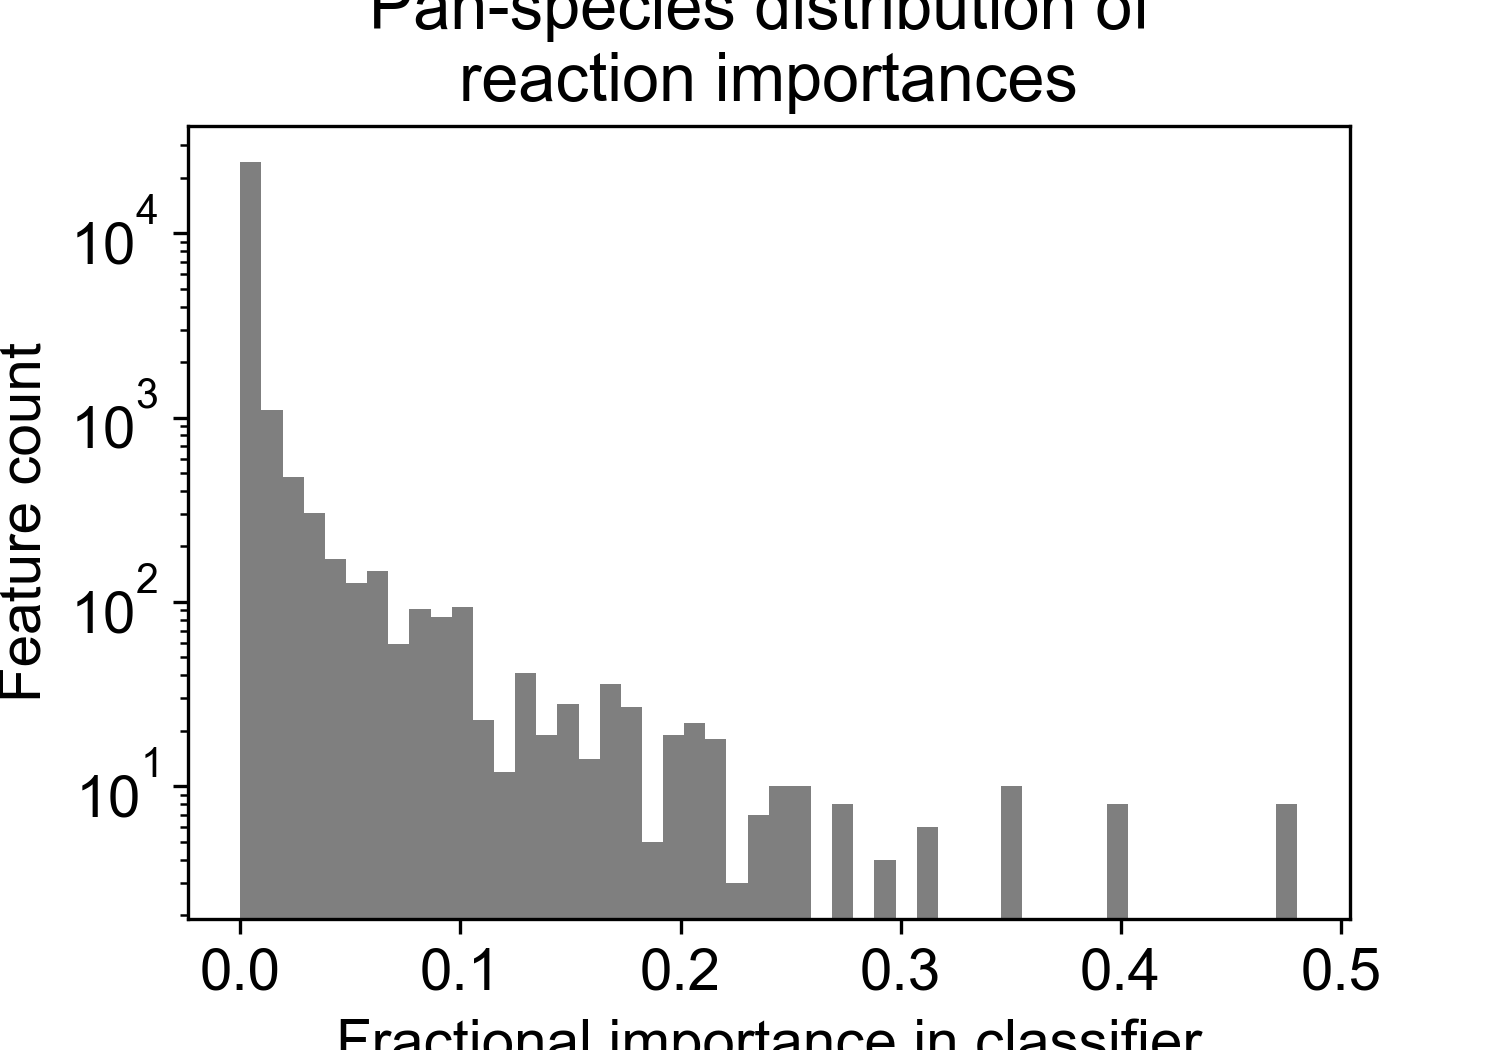 Pan-species distribution of
reaction importances
10^4
10^3
10^2
10^1
Feature count
0.0 0.1 0.2 0.3 0.4 0.5
Fractional importance in classifier